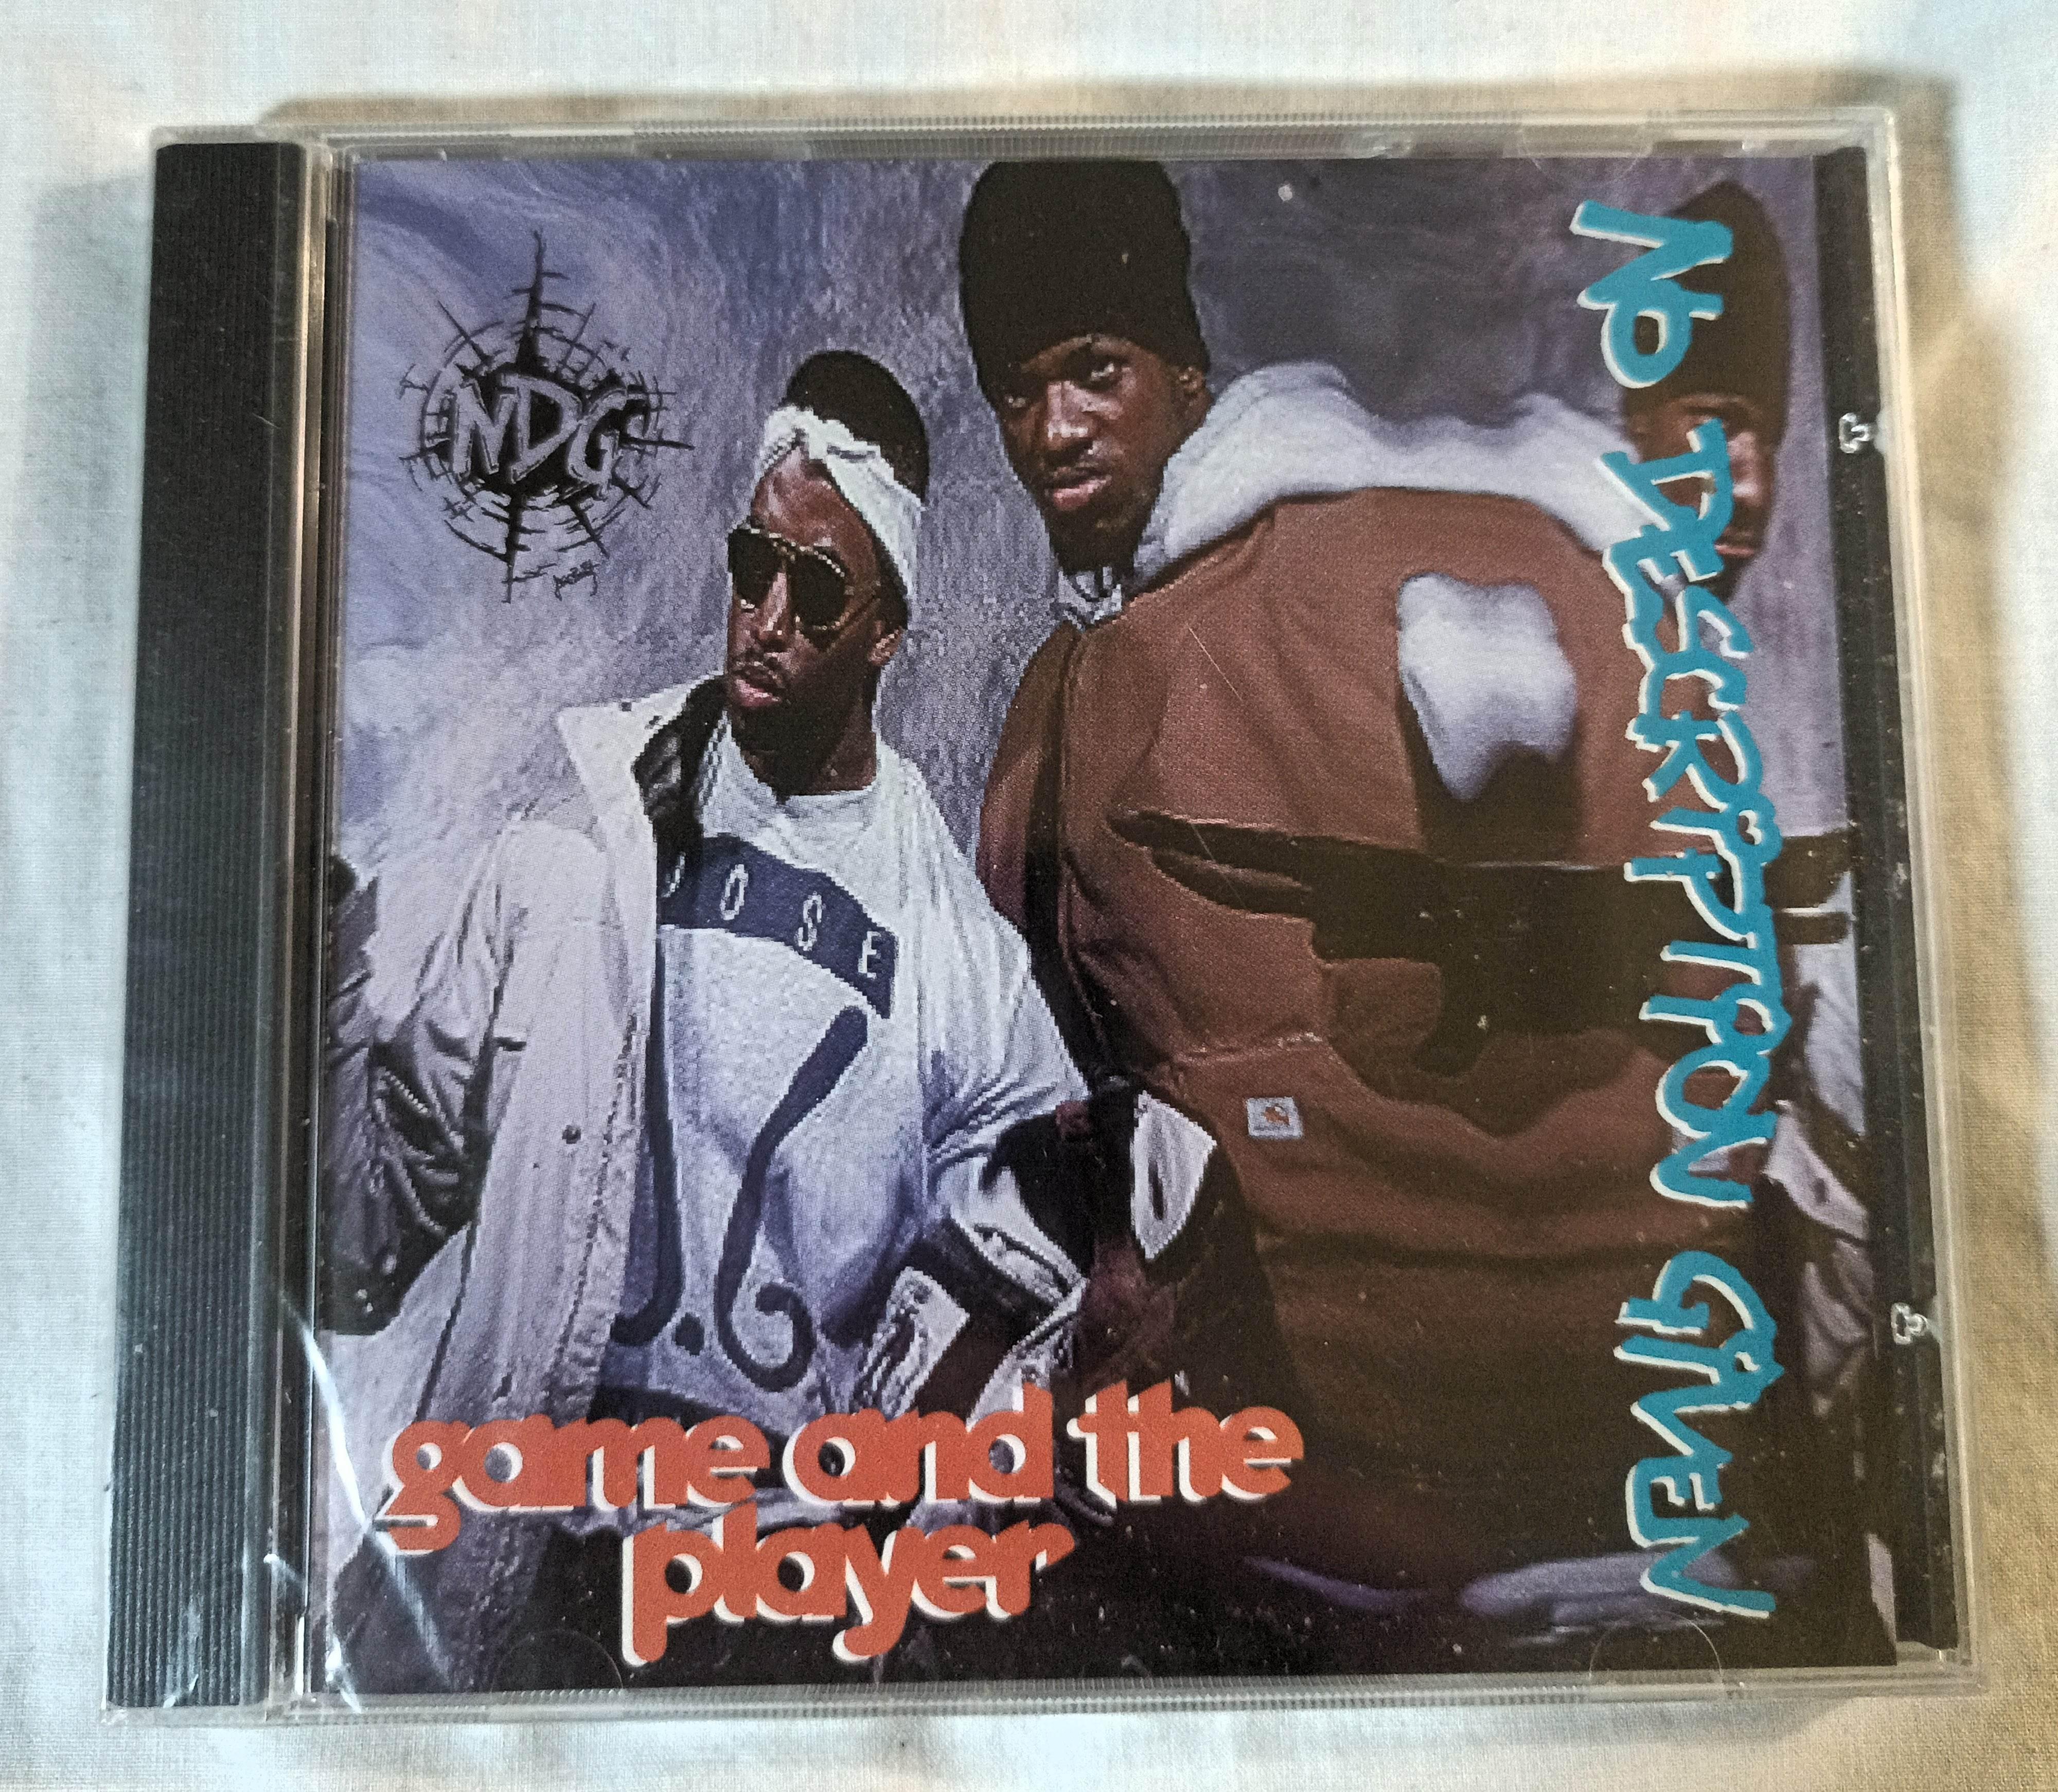 NDG
OSE
NO DESCRIPTION GIVEN
game and the
player